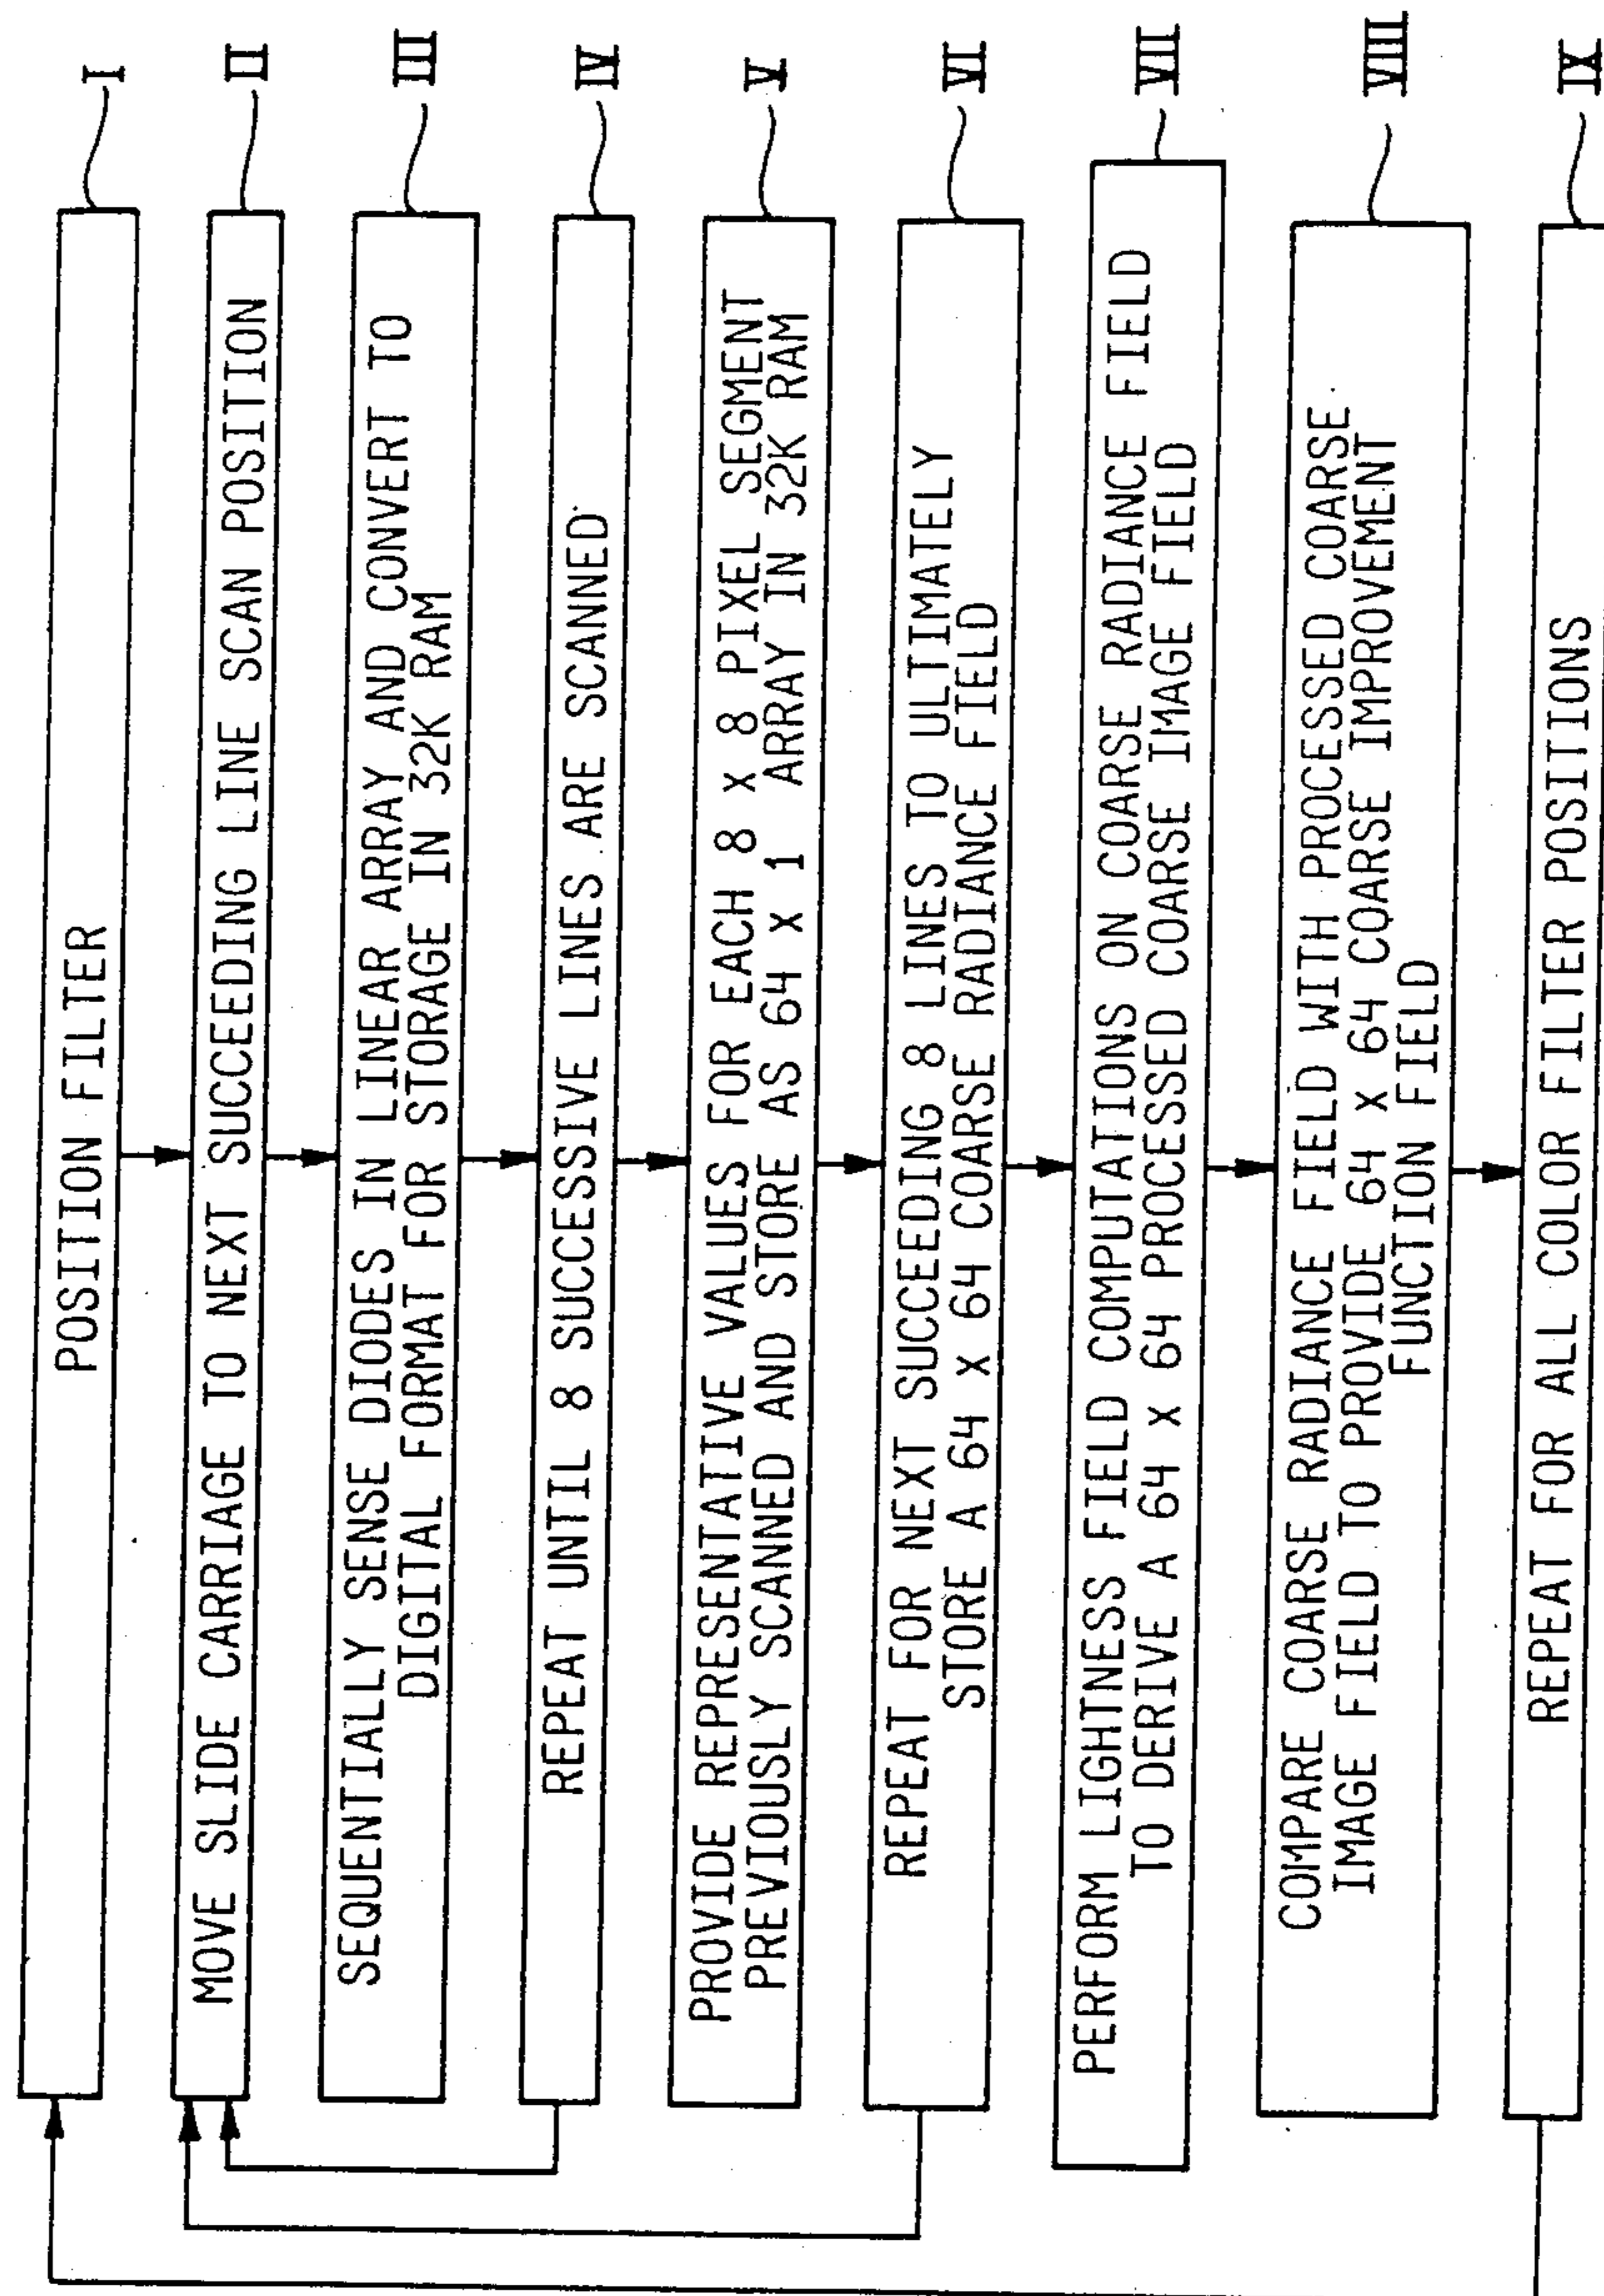 POSITION FILTER
I
MOVE SLIDE CARRIAGE TO NEXT SUCCEEDING LINE SCAN POSITION
II
SEQUENTIALLY SENSE DIODES IN LINEAR ARRAY AND CONVERT TO
DIGITAL FORMAT FOR STORAGE IN 32K RAM
III
REPEAT UNTIL 8 SUCCESSIVE LINES ARE SCANNED
IV
PROVIDE REPRESENTATIVE VALUES FOR EACH 8 x 8 PIXEL SEGMENT
PREVIOUSLY SCANNED AND STORE AS 64 x 1 ARRAY IN 32K RAM
V
REPEAT FOR NEXT SUCCEEDING 8 LINES TO ULTIMATELY
STORE A 64 x 64 COARSE RADIANCE FIELD
VI
PERFORM LIGHTNESS FIELD COMPUTATIONS ON COARSE RADIANCE FIELD
TO DERIVE A 64 x 64 PROCESSED COARSE IMAGE FIELD
VII
COMPARE COARSE RADIANCE FIELD WITH PROCESSED COARSE
IMAGE FIELD TO PROVIDE 64 x 64 COARSE IMPROVEMENT
FUNCTION FIELD
VIII
REPEAT FOR ALL COLOR FILTER POSITIONS
IX